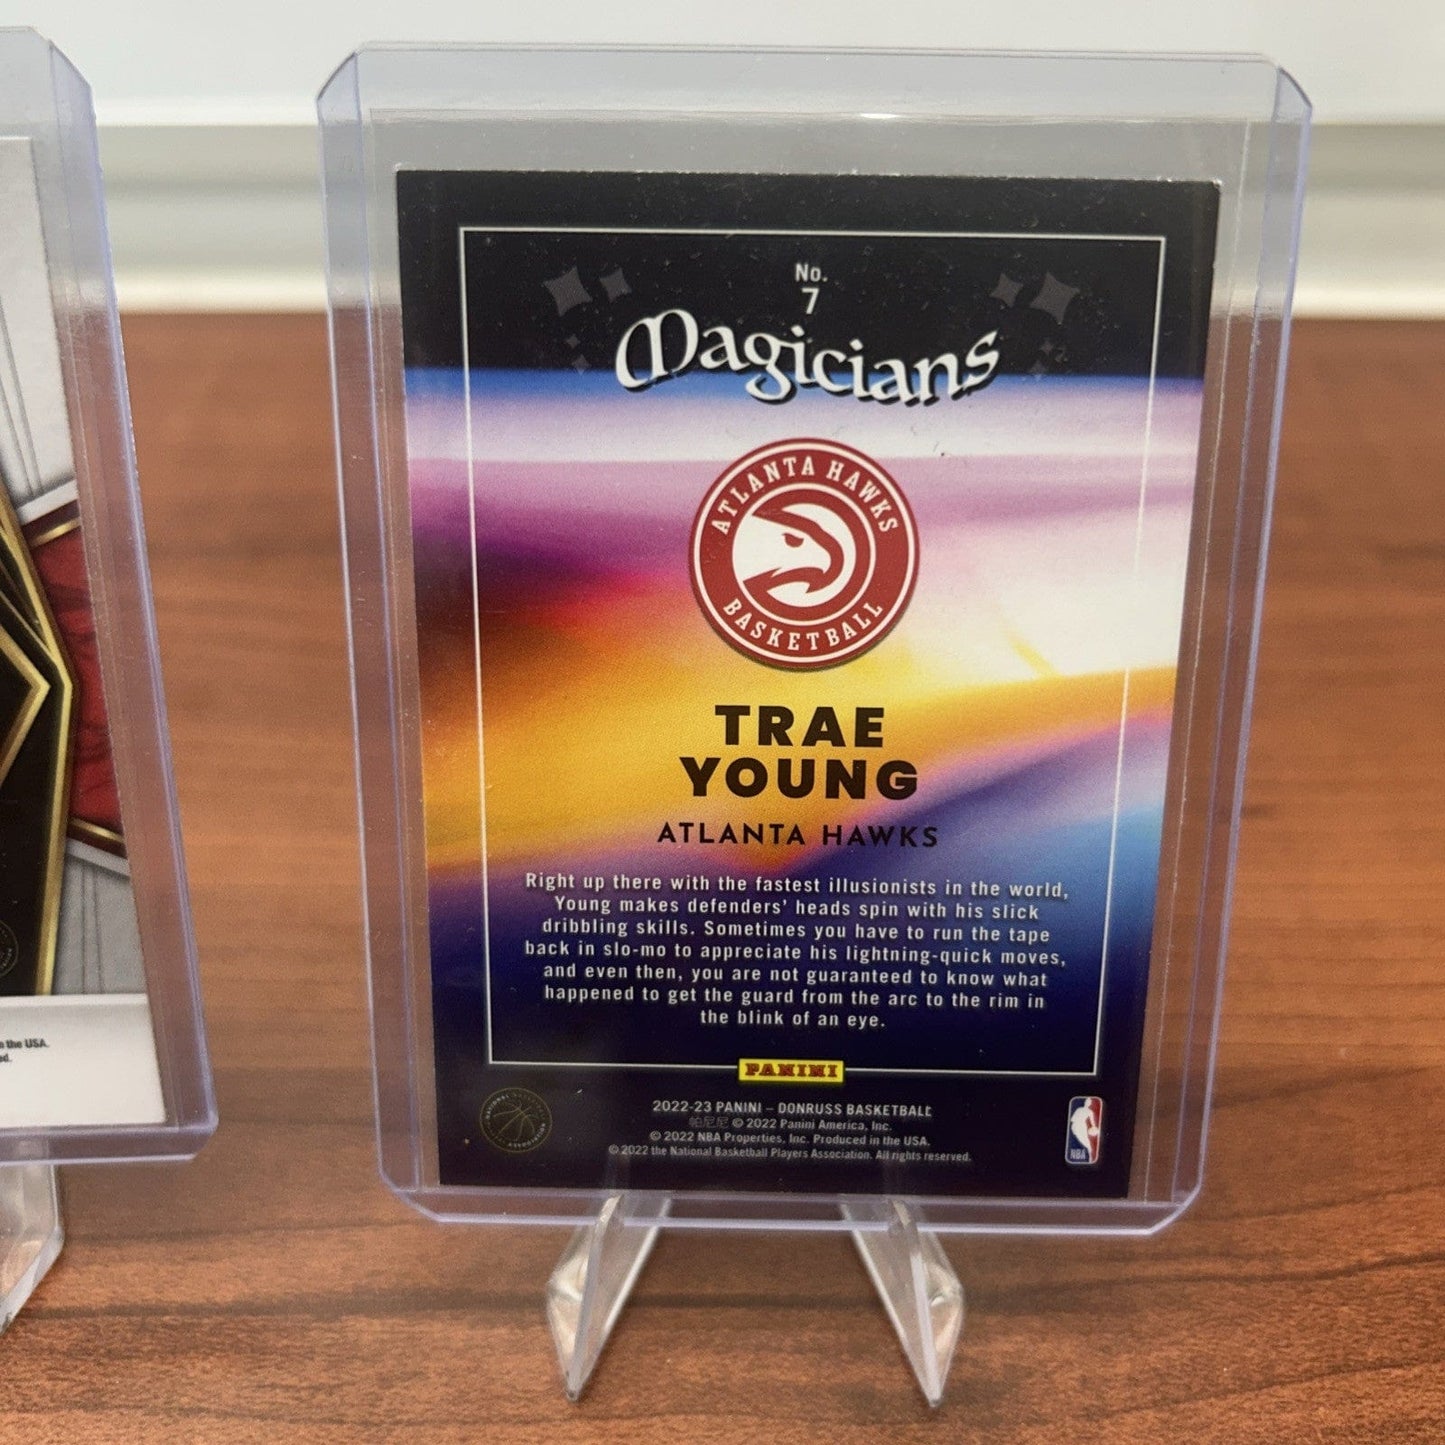 No.
7
Magicians
ATLANTA HAWKS
BASKETBALL
TRAE
YOUNG
ATLANTA HAWKS
Right up there with the fastest illusionists in the world,
Young makes defenders' heads spin with his slick
dribbling skills. Sometimes you have to run the tape
back in slo-mo to appreciate his lightning-quick moves,
and even then, you are not guaranteed to know what
happened to get the guard from the arc to the rim in
the blink of an eye.
PANINI
2022-23 PANINI – DONRUSS BASKETBALL
帕尼尼 © 2022 Panini America, Inc.
© 2022 NBA Properties, Inc. Produced in the USA.
© 2022 the National Basketball Players Association. All rights reserved.
NBA
the USA.